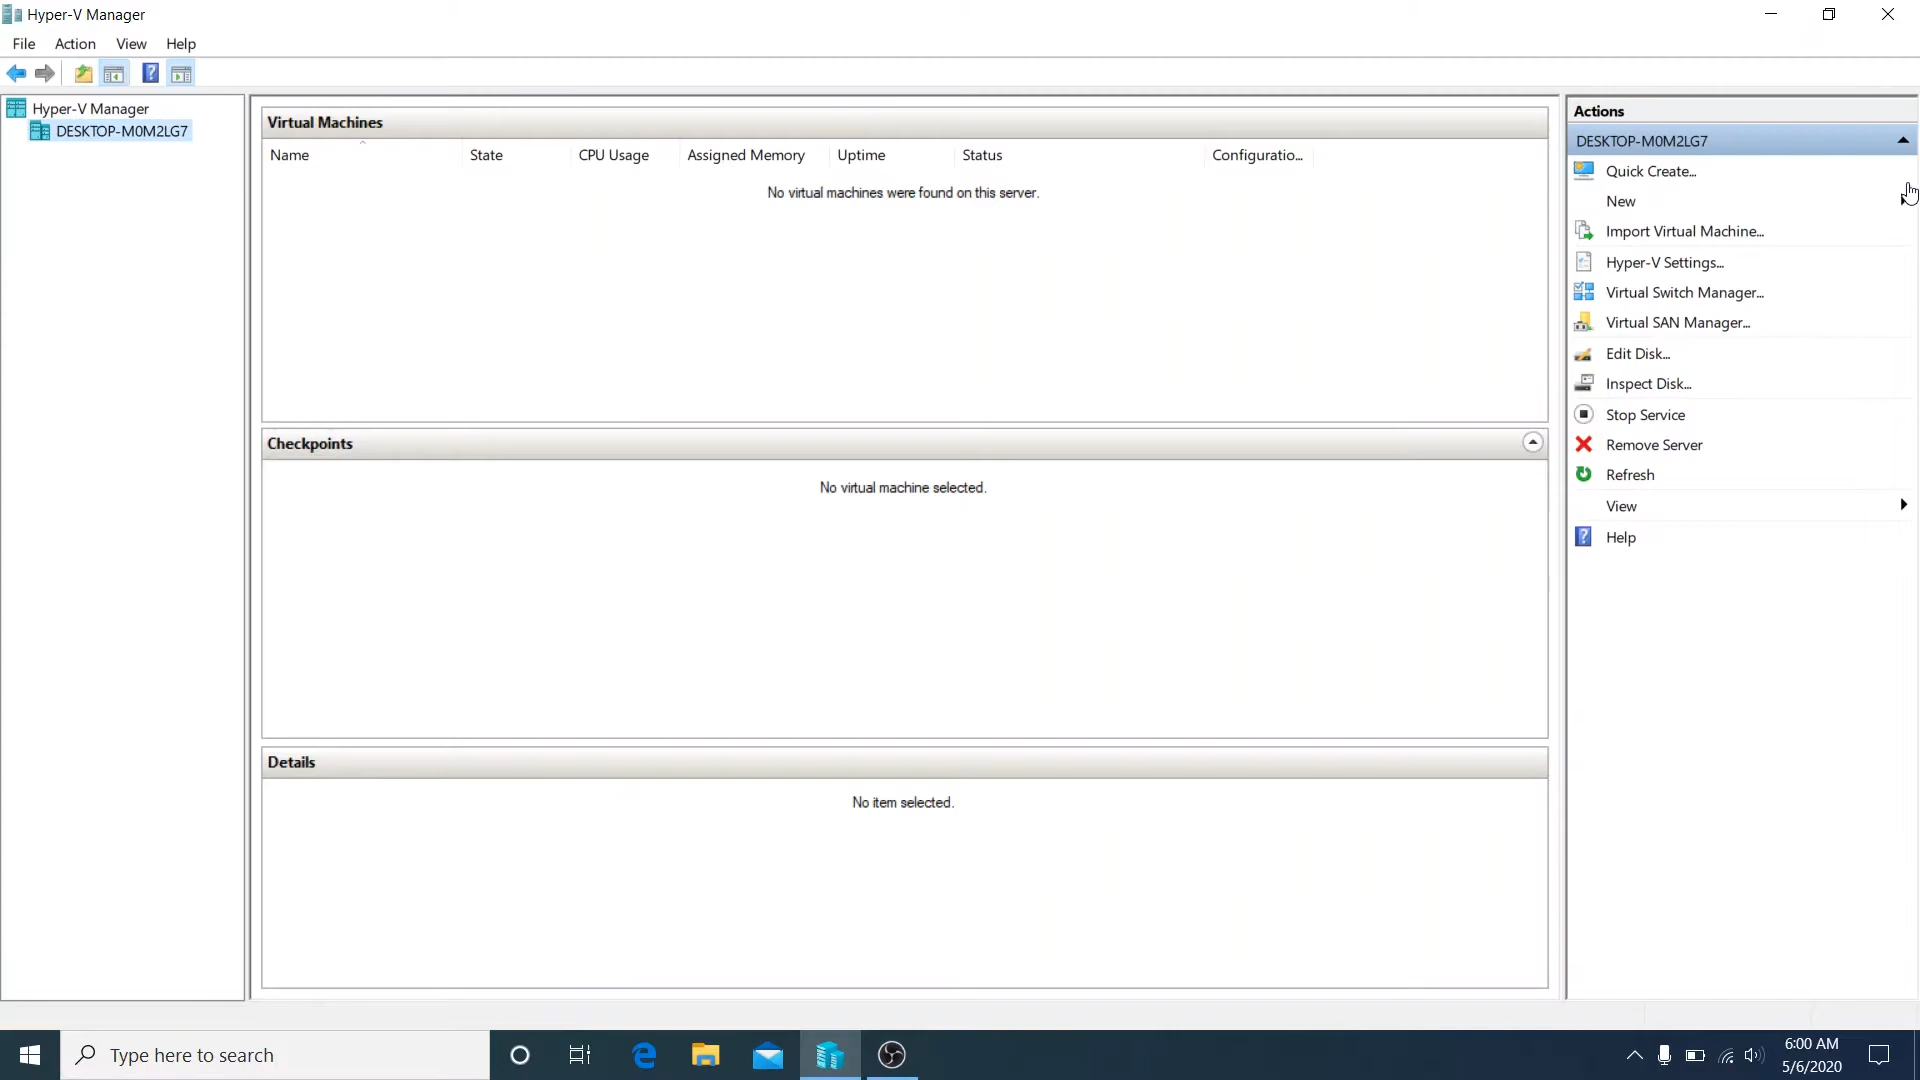 Hyper-V Manager
File Action View Help
Hyper-V Manager
DESKTOP-M0M2LG7
Virtual Machines
Name State CPU Usage Assigned Memory Uptime Status Configuratio...
No virtual machines were found on this server.
Checkpoints
No virtual machine selected.
Details
No item selected.
Actions
DESKTOP-M0M2LG7
Quick Create...
New
Import Virtual Machine...
Hyper-V Settings...
Virtual Switch Manager...
Virtual SAN Manager...
Edit Disk...
Inspect Disk...
Stop Service
Remove Server
Refresh
View
Help
Type here to search
6:00 AM
5/6/2020